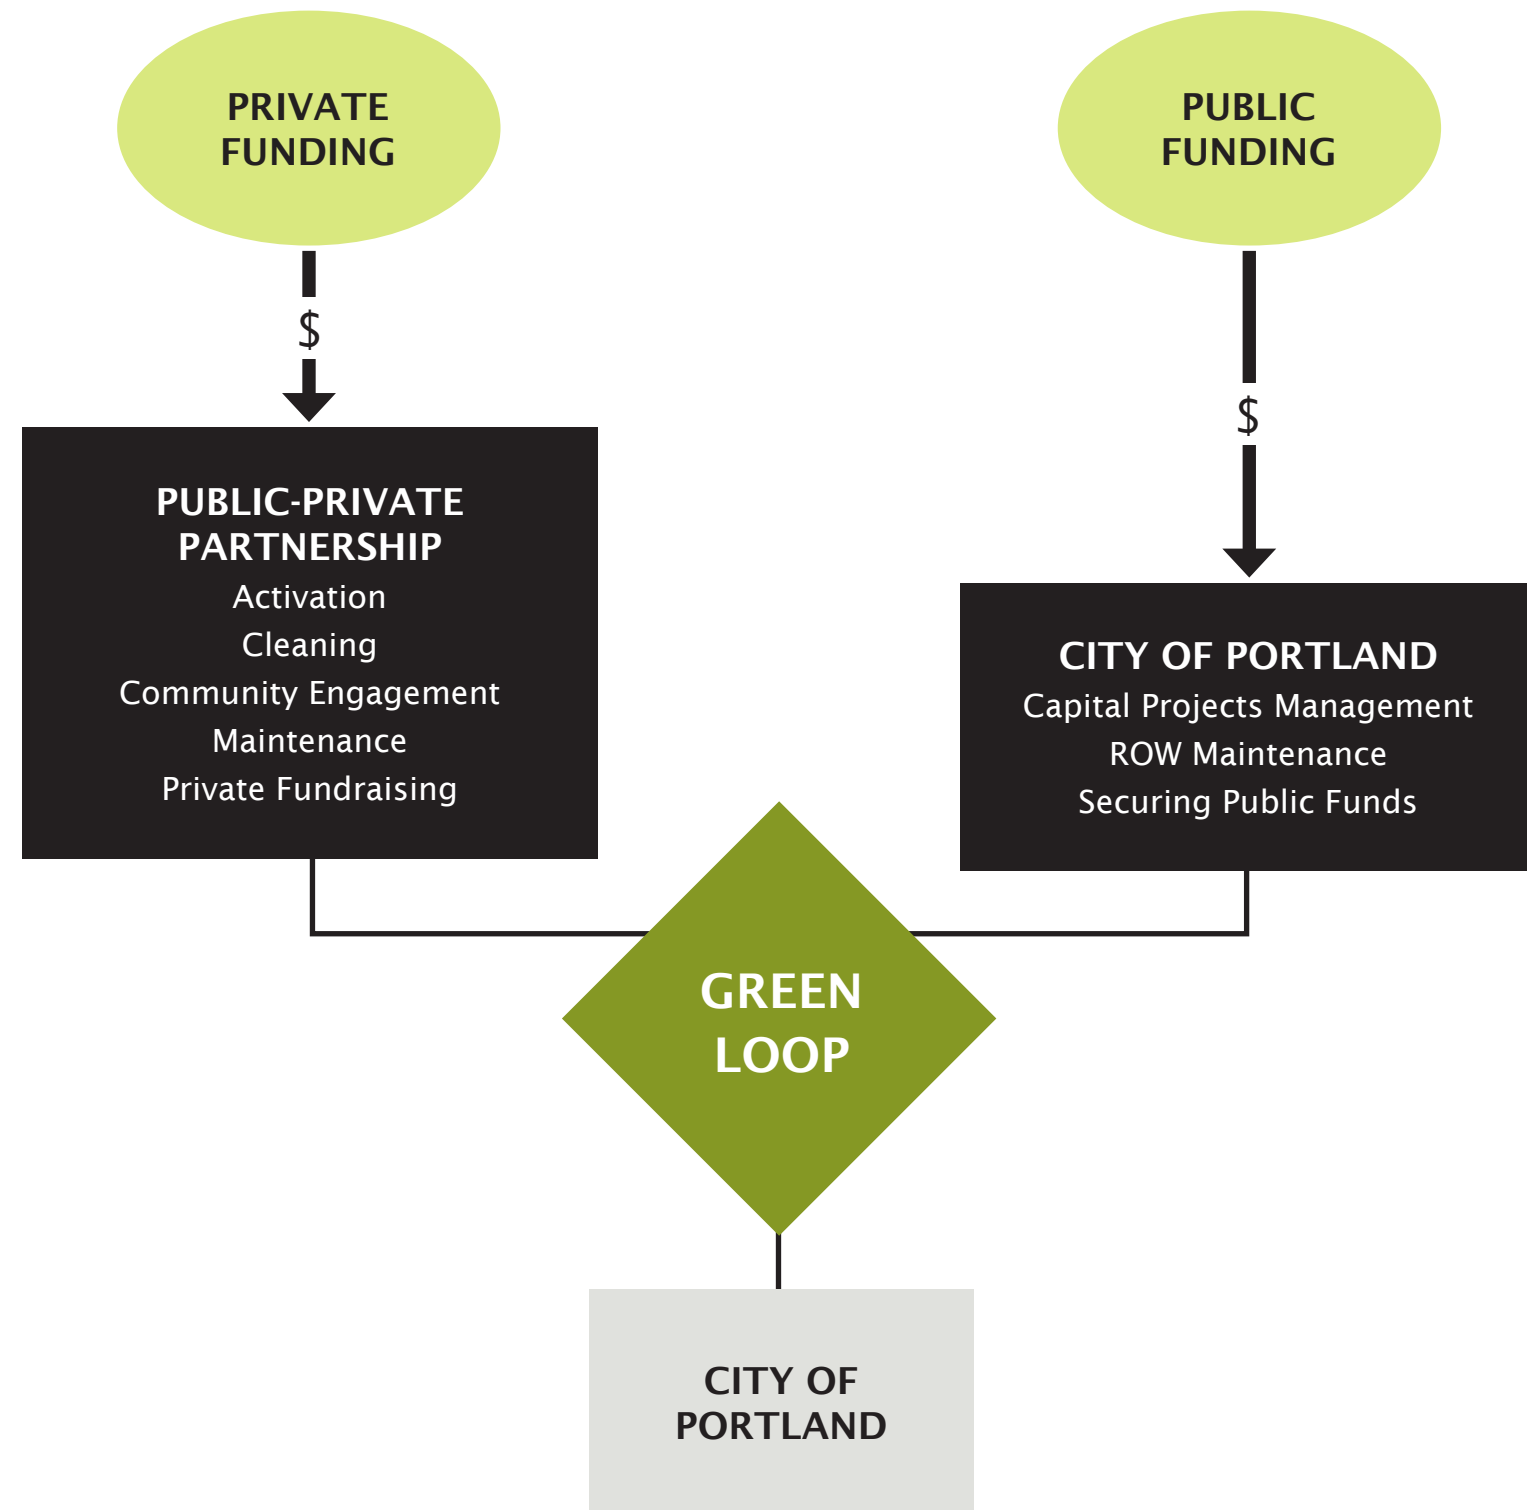 PRIVATE
FUNDING
PUBLIC
FUNDING
$
$
PUBLIC-PRIVATE
PARTNERSHIP
Activation
Cleaning
Community Engagement
Maintenance
Private Fundraising
CITY OF PORTLAND
Capital Projects Management
ROW Maintenance
Securing Public Funds
GREEN
LOOP
CITY OF
PORTLAND